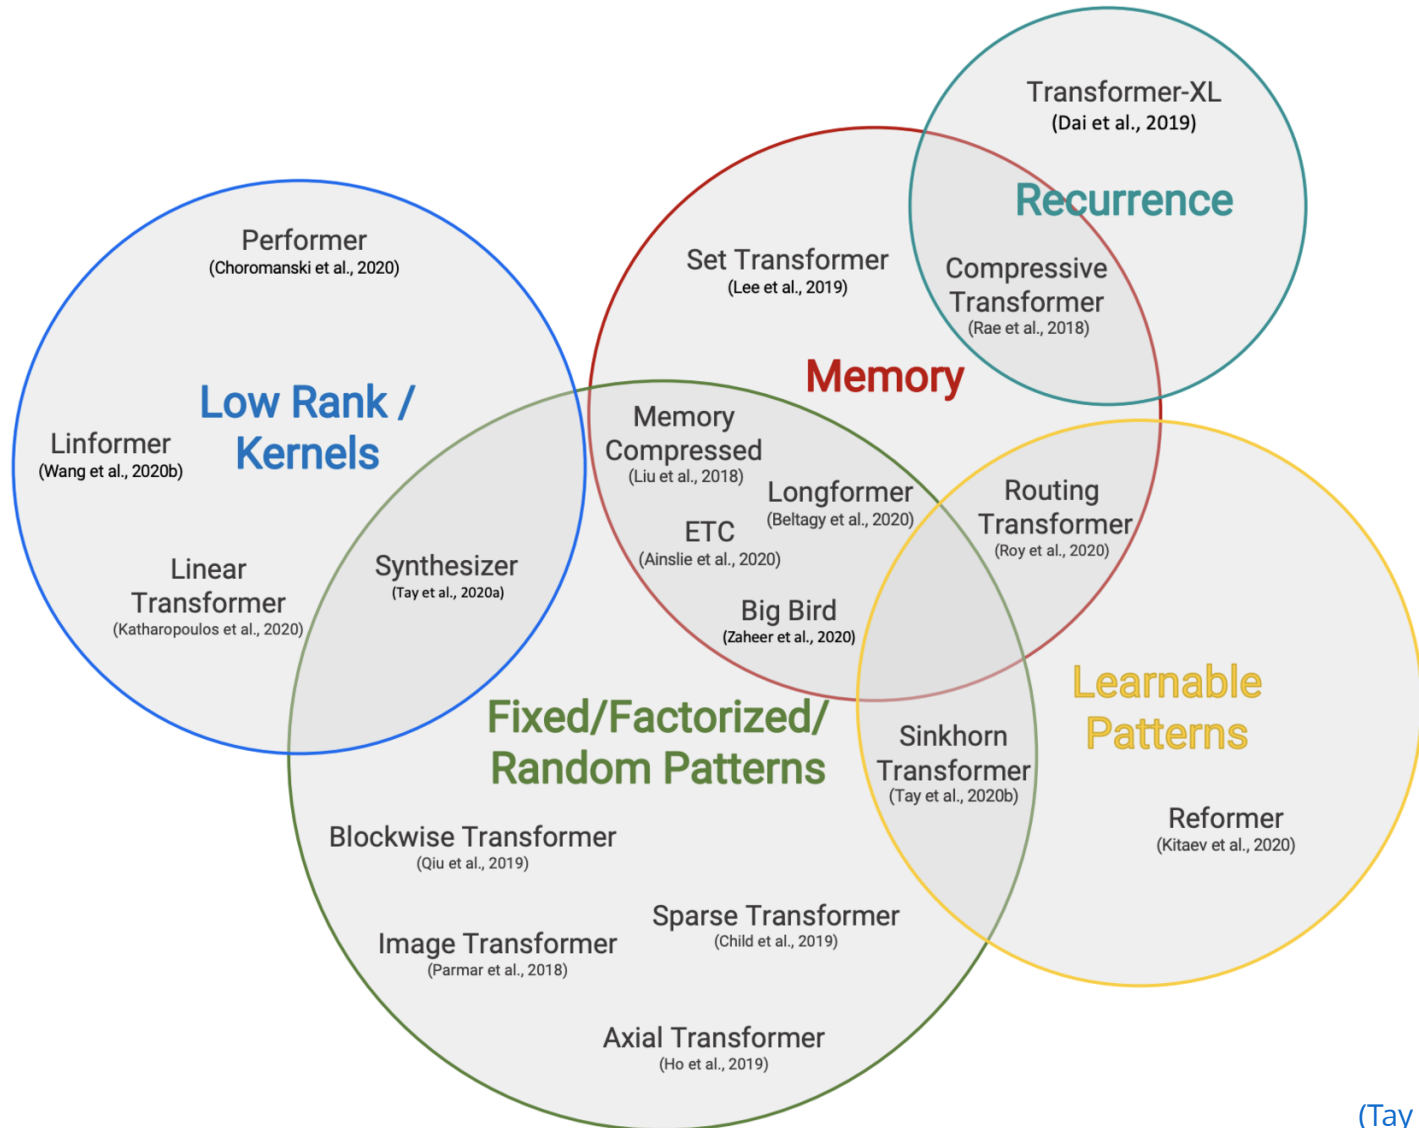 Transformer-XL
(Dai et al., 2019)
Recurrence
Performer
(Choromanski et al., 2020)
Set Transformer
(Lee et al., 2019)
Compressive
Transformer
(Rae et al., 2018)
Memory
Low Rank /
Kernels
Linformer
(Wang et al., 2020b)
Memory
Compressed
(Liu et al., 2018)
Longformer
(Beltagy et al., 2020)
Routing
Transformer
(Roy et al., 2020)
ETC
(Ainslie et al., 2020)
Linear
Transformer
(Katharopoulos et al., 2020)
Synthesizer
(Tay et al., 2020a)
Big Bird
(Zaheer et al., 2020)
Learnable
Patterns
Fixed/Factorized/
Random Patterns
Sinkhorn
Transformer
(Tay et al., 2020b)
Reformer
(Kitaev et al., 2020)
Blockwise Transformer
(Qiu et al., 2019)
Sparse Transformer
(Child et al., 2019)
Image Transformer
(Parmar et al., 2018)
Axial Transformer
(Ho et al., 2019)
(Tay